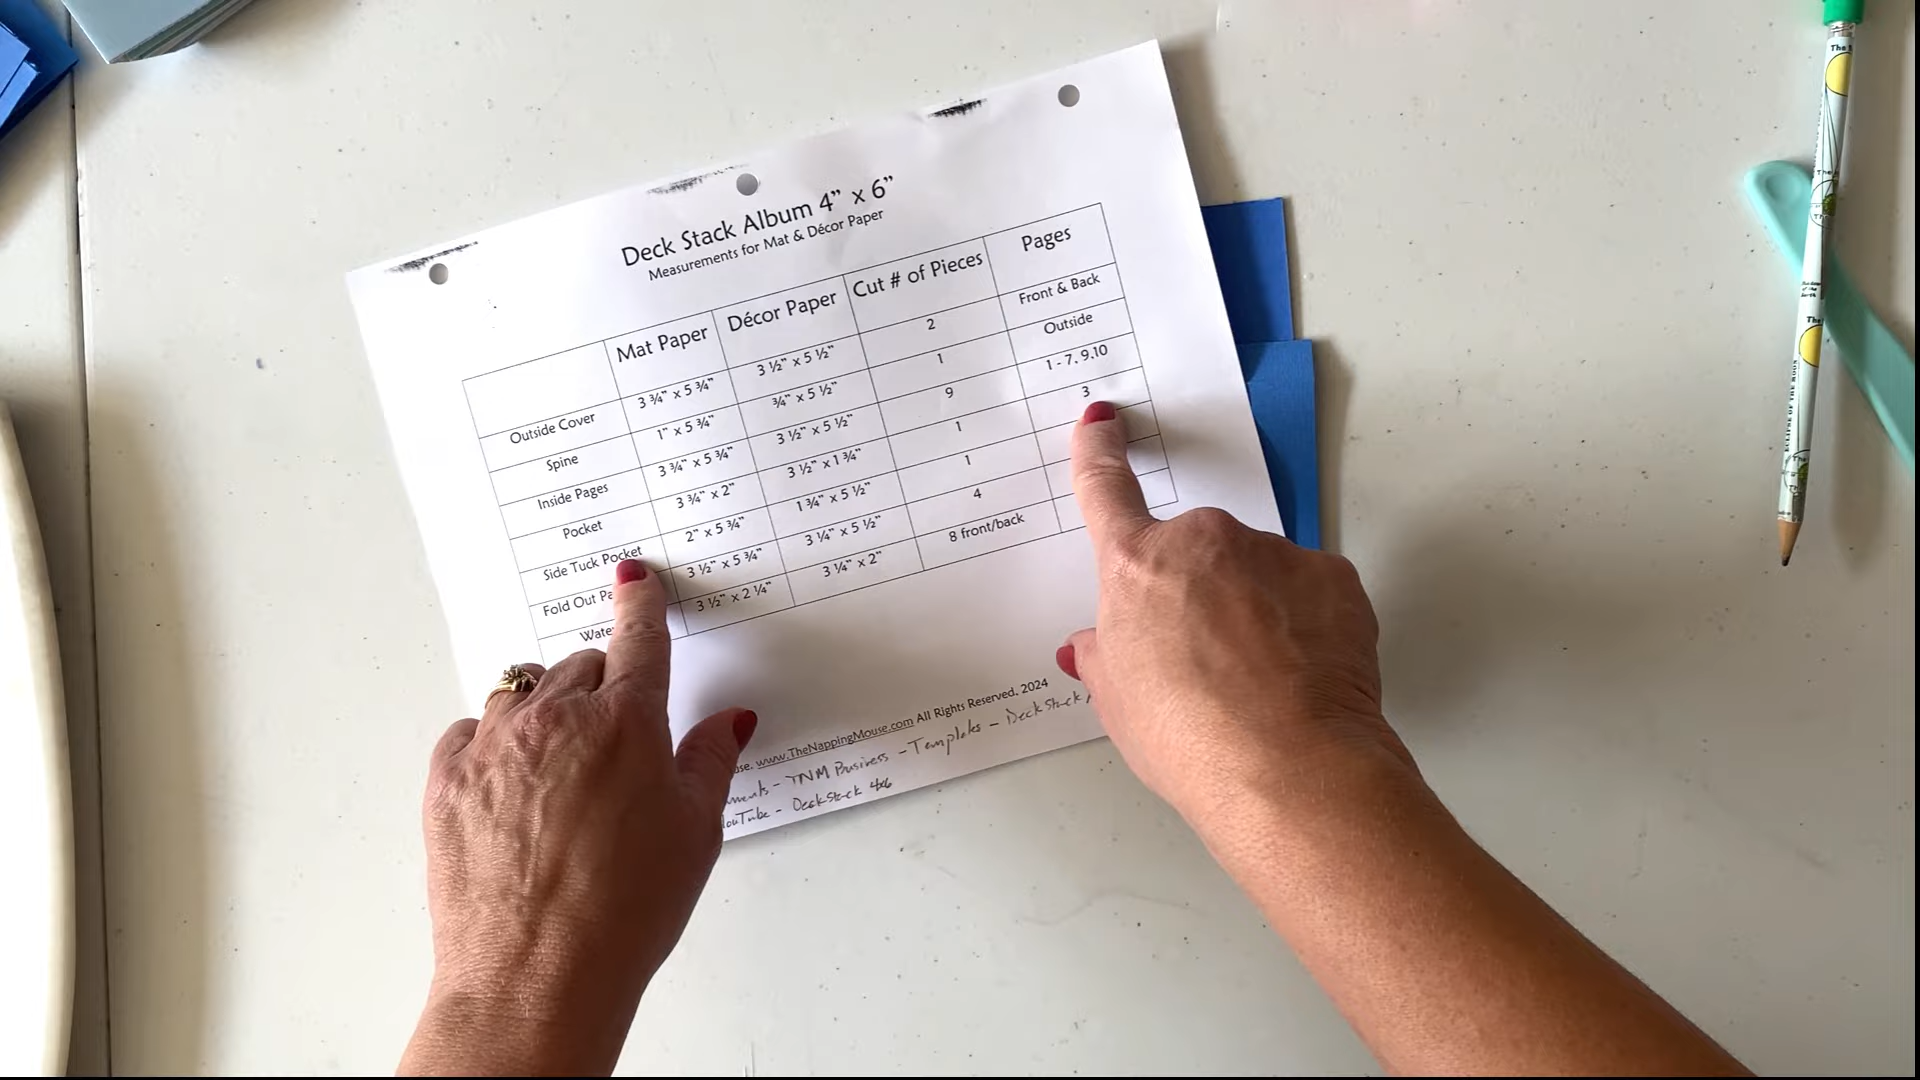 Deck Stack Album 4” x 6”
Measurements for Mat & Décor Paper
Mat Paper Décor Paper Cut # of Pieces Pages
Outside Cover 3 ¾” x 5 ¾” 3 ½” x 5 ½” 2 Front & Back
Spine 1” x 5 ¾” ¾” x 5 ½” 1 Outside
Inside Pages 3 ¾” x 5 ¾” 3 ½” x 5 ½” 9 1 - 7, 9,10
Pocket 3 ¾” x 2” 3 ½” x 1 ¾” 1 3
Side Tuck Pocket 2” x 5 ¾” 1 ¾” x 5 ½” 1
Fold Out 3 ½” x 5 ¾” 3 ¼” x 5 ½” 4
3 ½” x 2 ¼” 3 ¼” x 2” 8 front/back
www.TheNappingMouse.com All Rights Reserved. 2024
- TNM Business - Templates - Deck Stack
- DeckStack 4x6